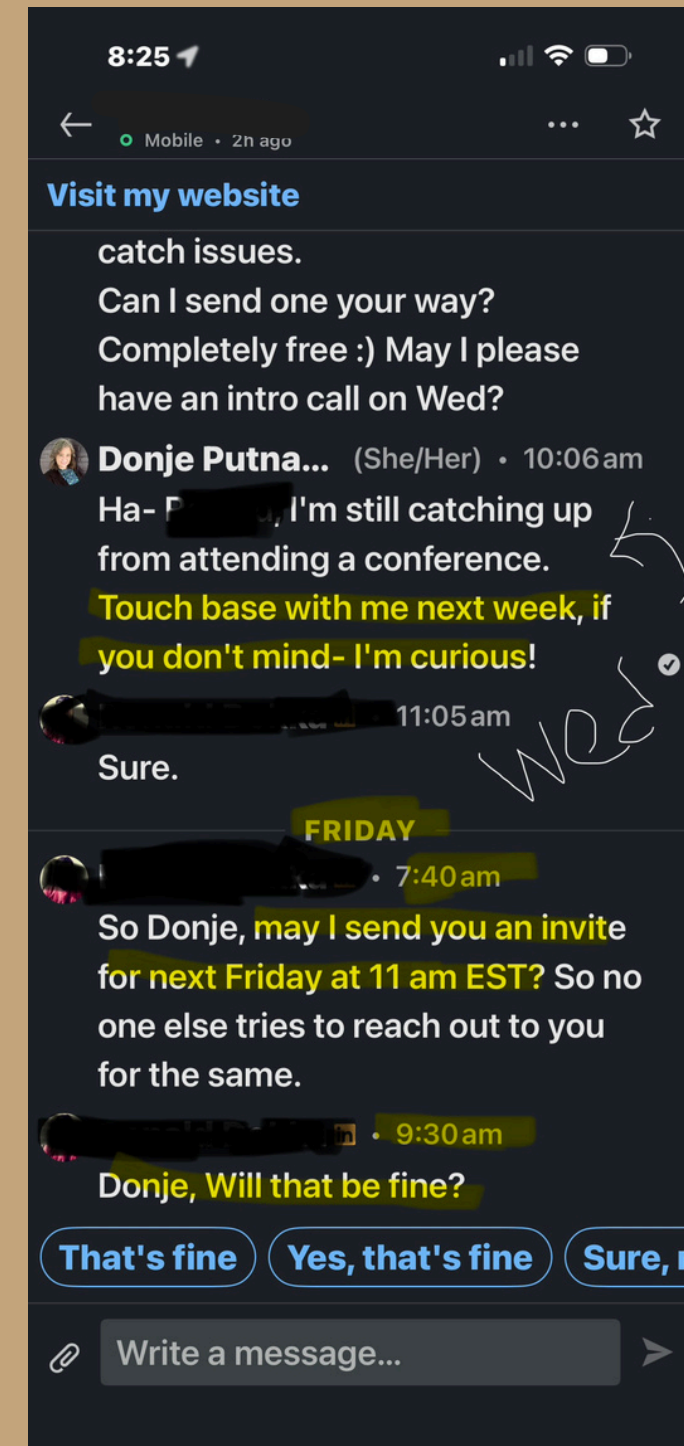 8:25
Mobile • 2h ago
Visit my website
catch issues.
Can I send one your way?
Completely free :) May I please
have an intro call on Wed?
Donje Putna... (She/Her) • 10:06 am
Ha- I'm still catching up
from attending a conference.
Touch base with me next week, if
you don't mind- I'm curious!
Wed
11:05 am
Sure.
FRIDAY
• 7:40 am
So Donje, may I send you an invite
for next Friday at 11 am EST? So no
one else tries to reach out to you
for the same.
in • 9:30 am
Donje, Will that be fine?
That's fine
Yes, that's fine
Sure,
Write a message...